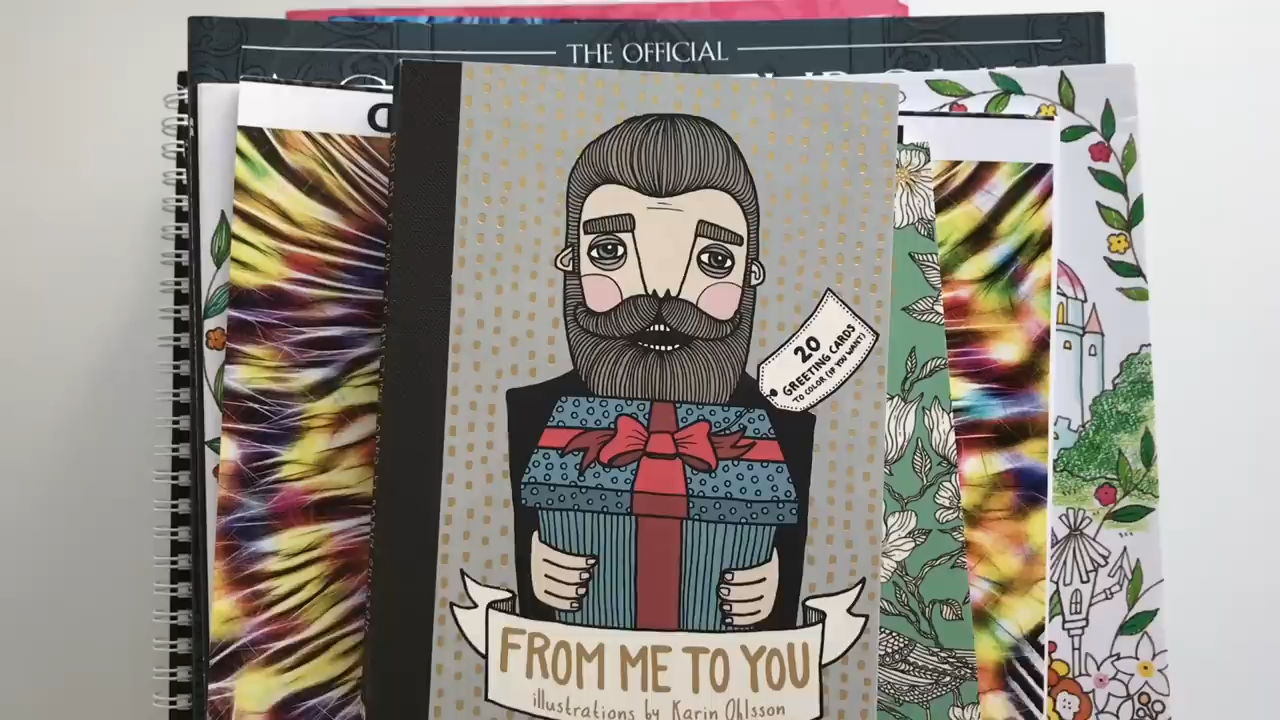 THE OFFICIAL
20
GREETING CARDS
TO COLOR (IF YOU WANT)
FROM ME TO YOU
illustrations by Karin Ohlsson